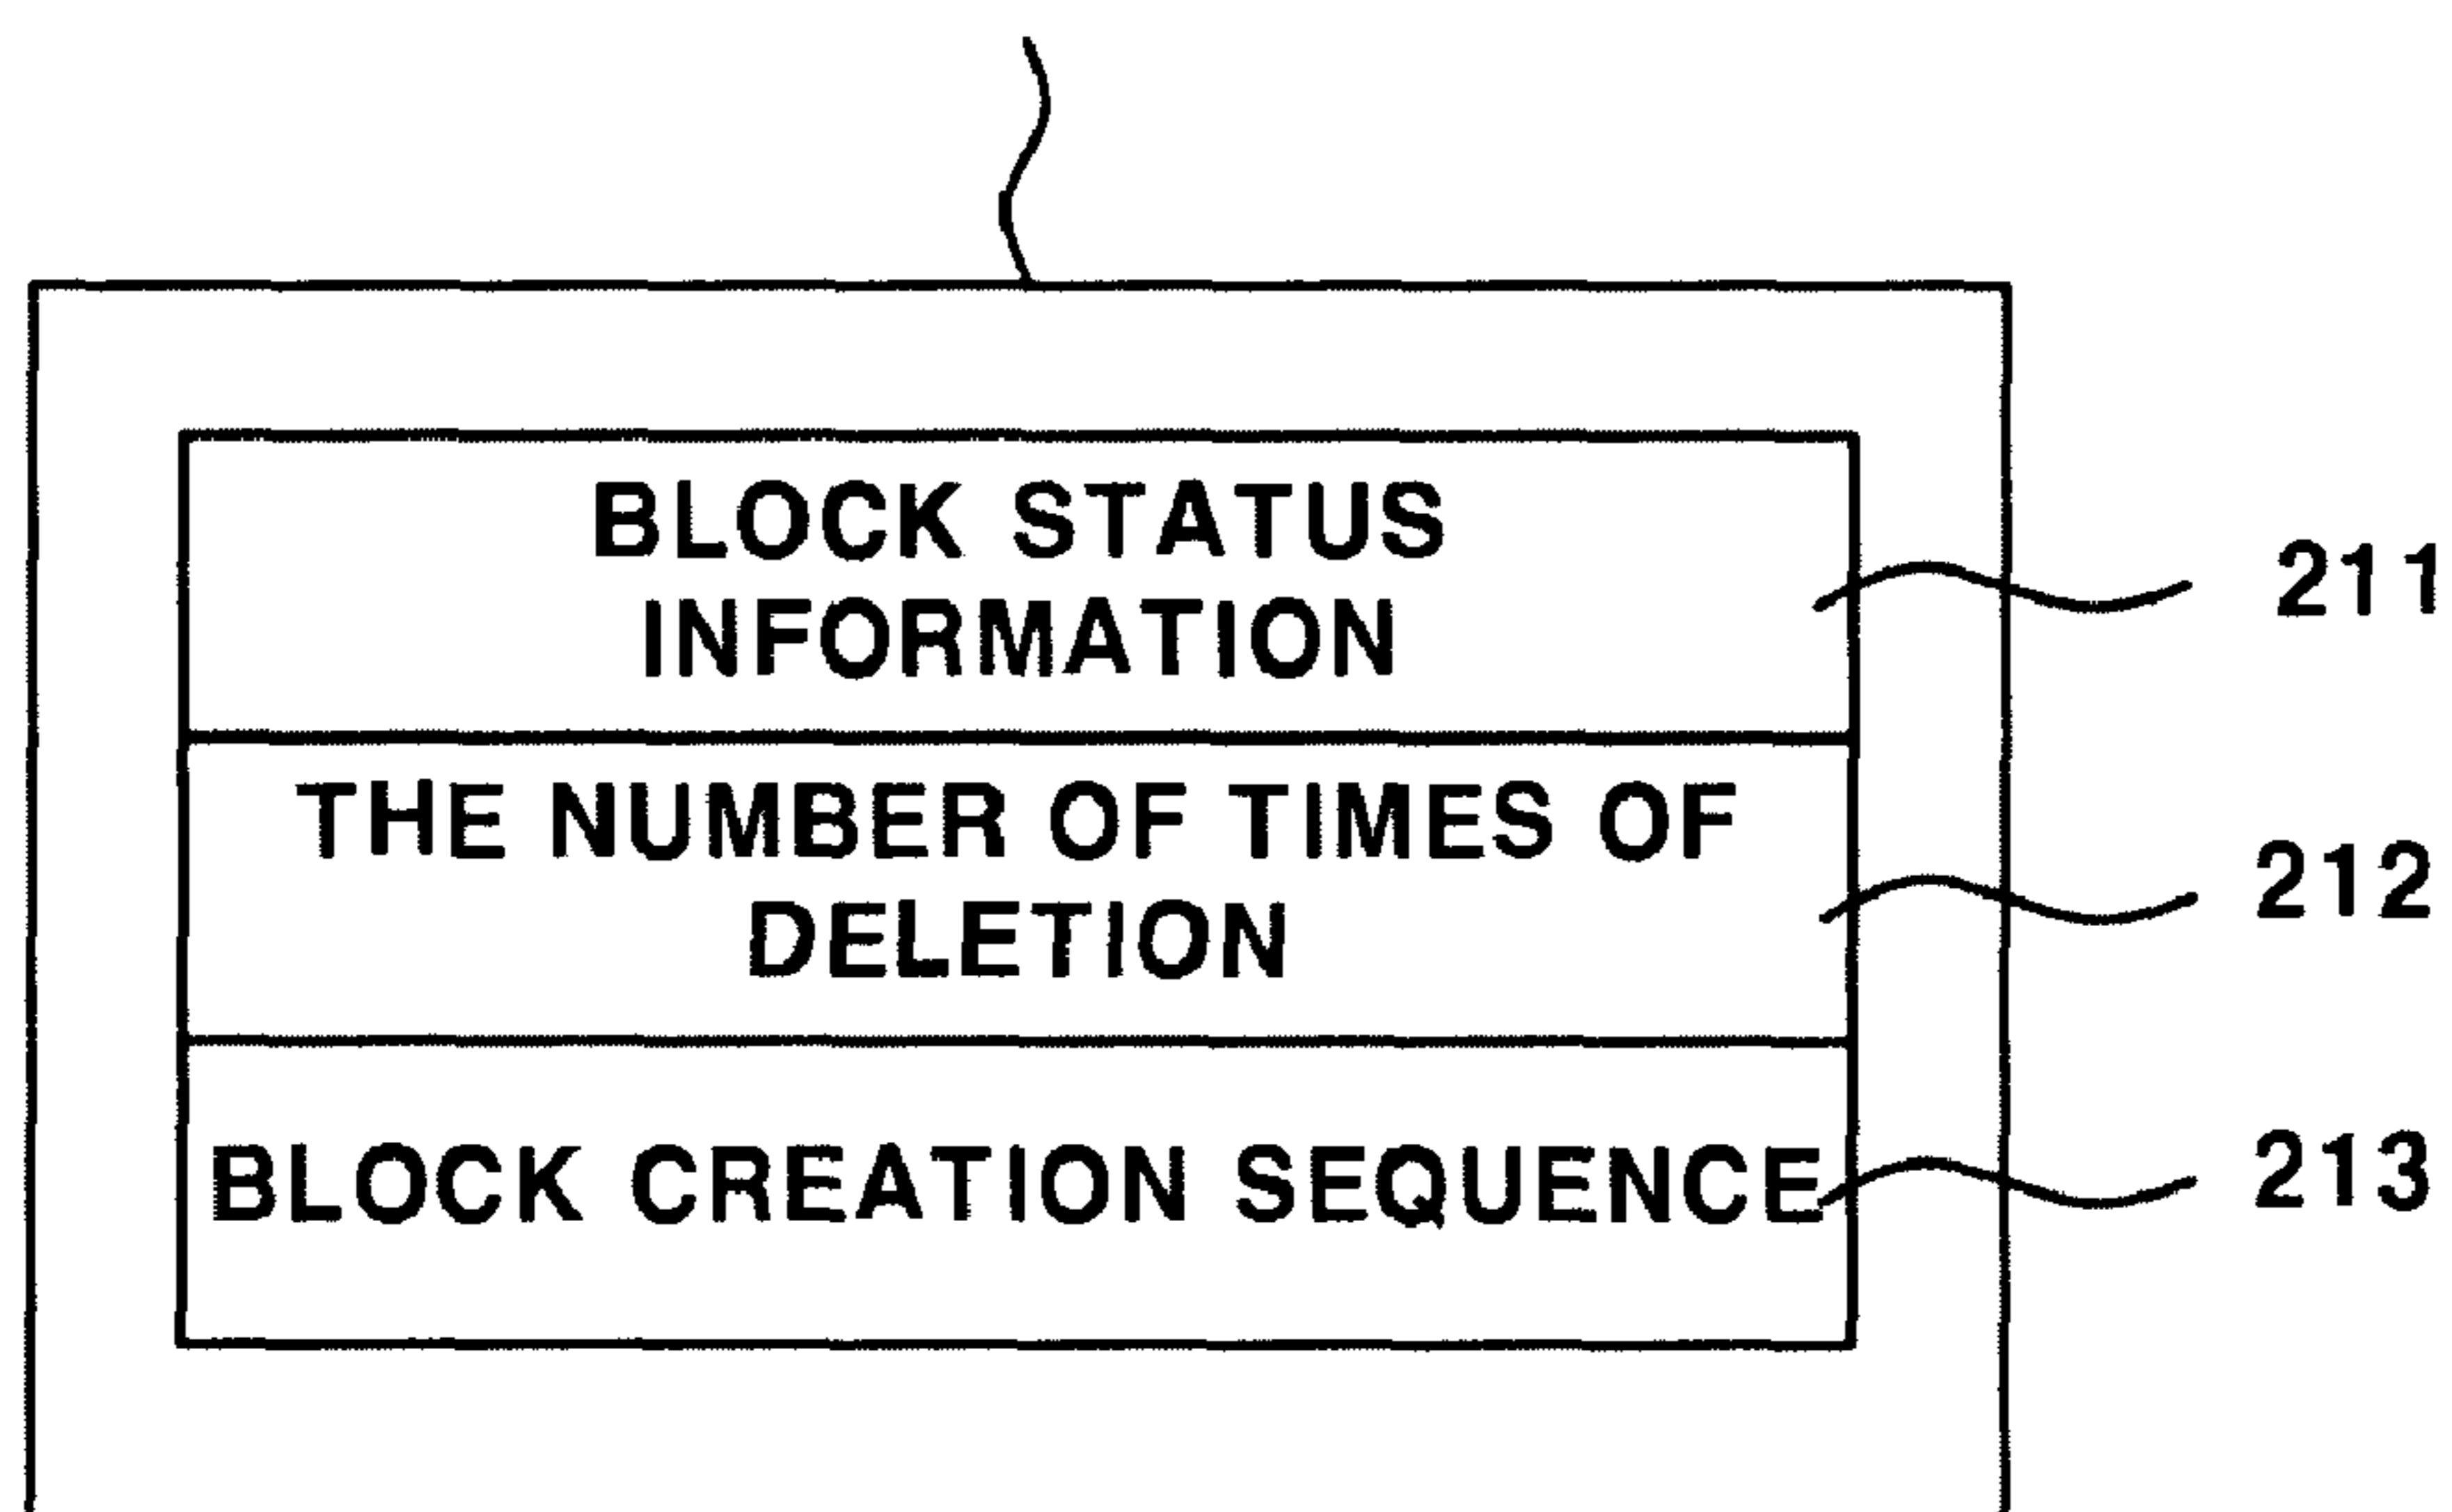 BLOCK STATUS
INFORMATION
211
THE NUMBER OF TIMES OF
DELETION
212
BLOCK CREATION SEQUENCE
213